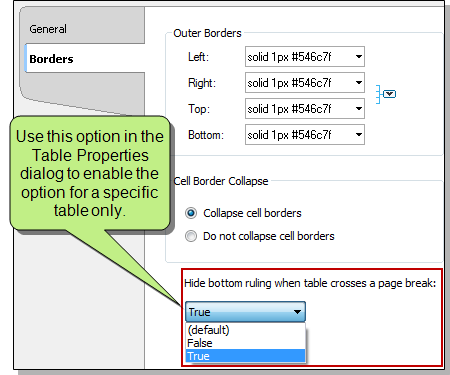 General
Borders
Outer Borders
Left: solid 1px #546c7f
Right: solid 1px #546c7f
Top: solid 1px #546c7f
Bottom: solid 1px #546c7f
Use this option in the
Table Properties
dialog to enable the
option for a specific
table only.
Cell Border Collapse
Collapse cell borders
Do not collapse cell borders
Hide bottom ruling when table crosses a page break:
True
(default)
False
True